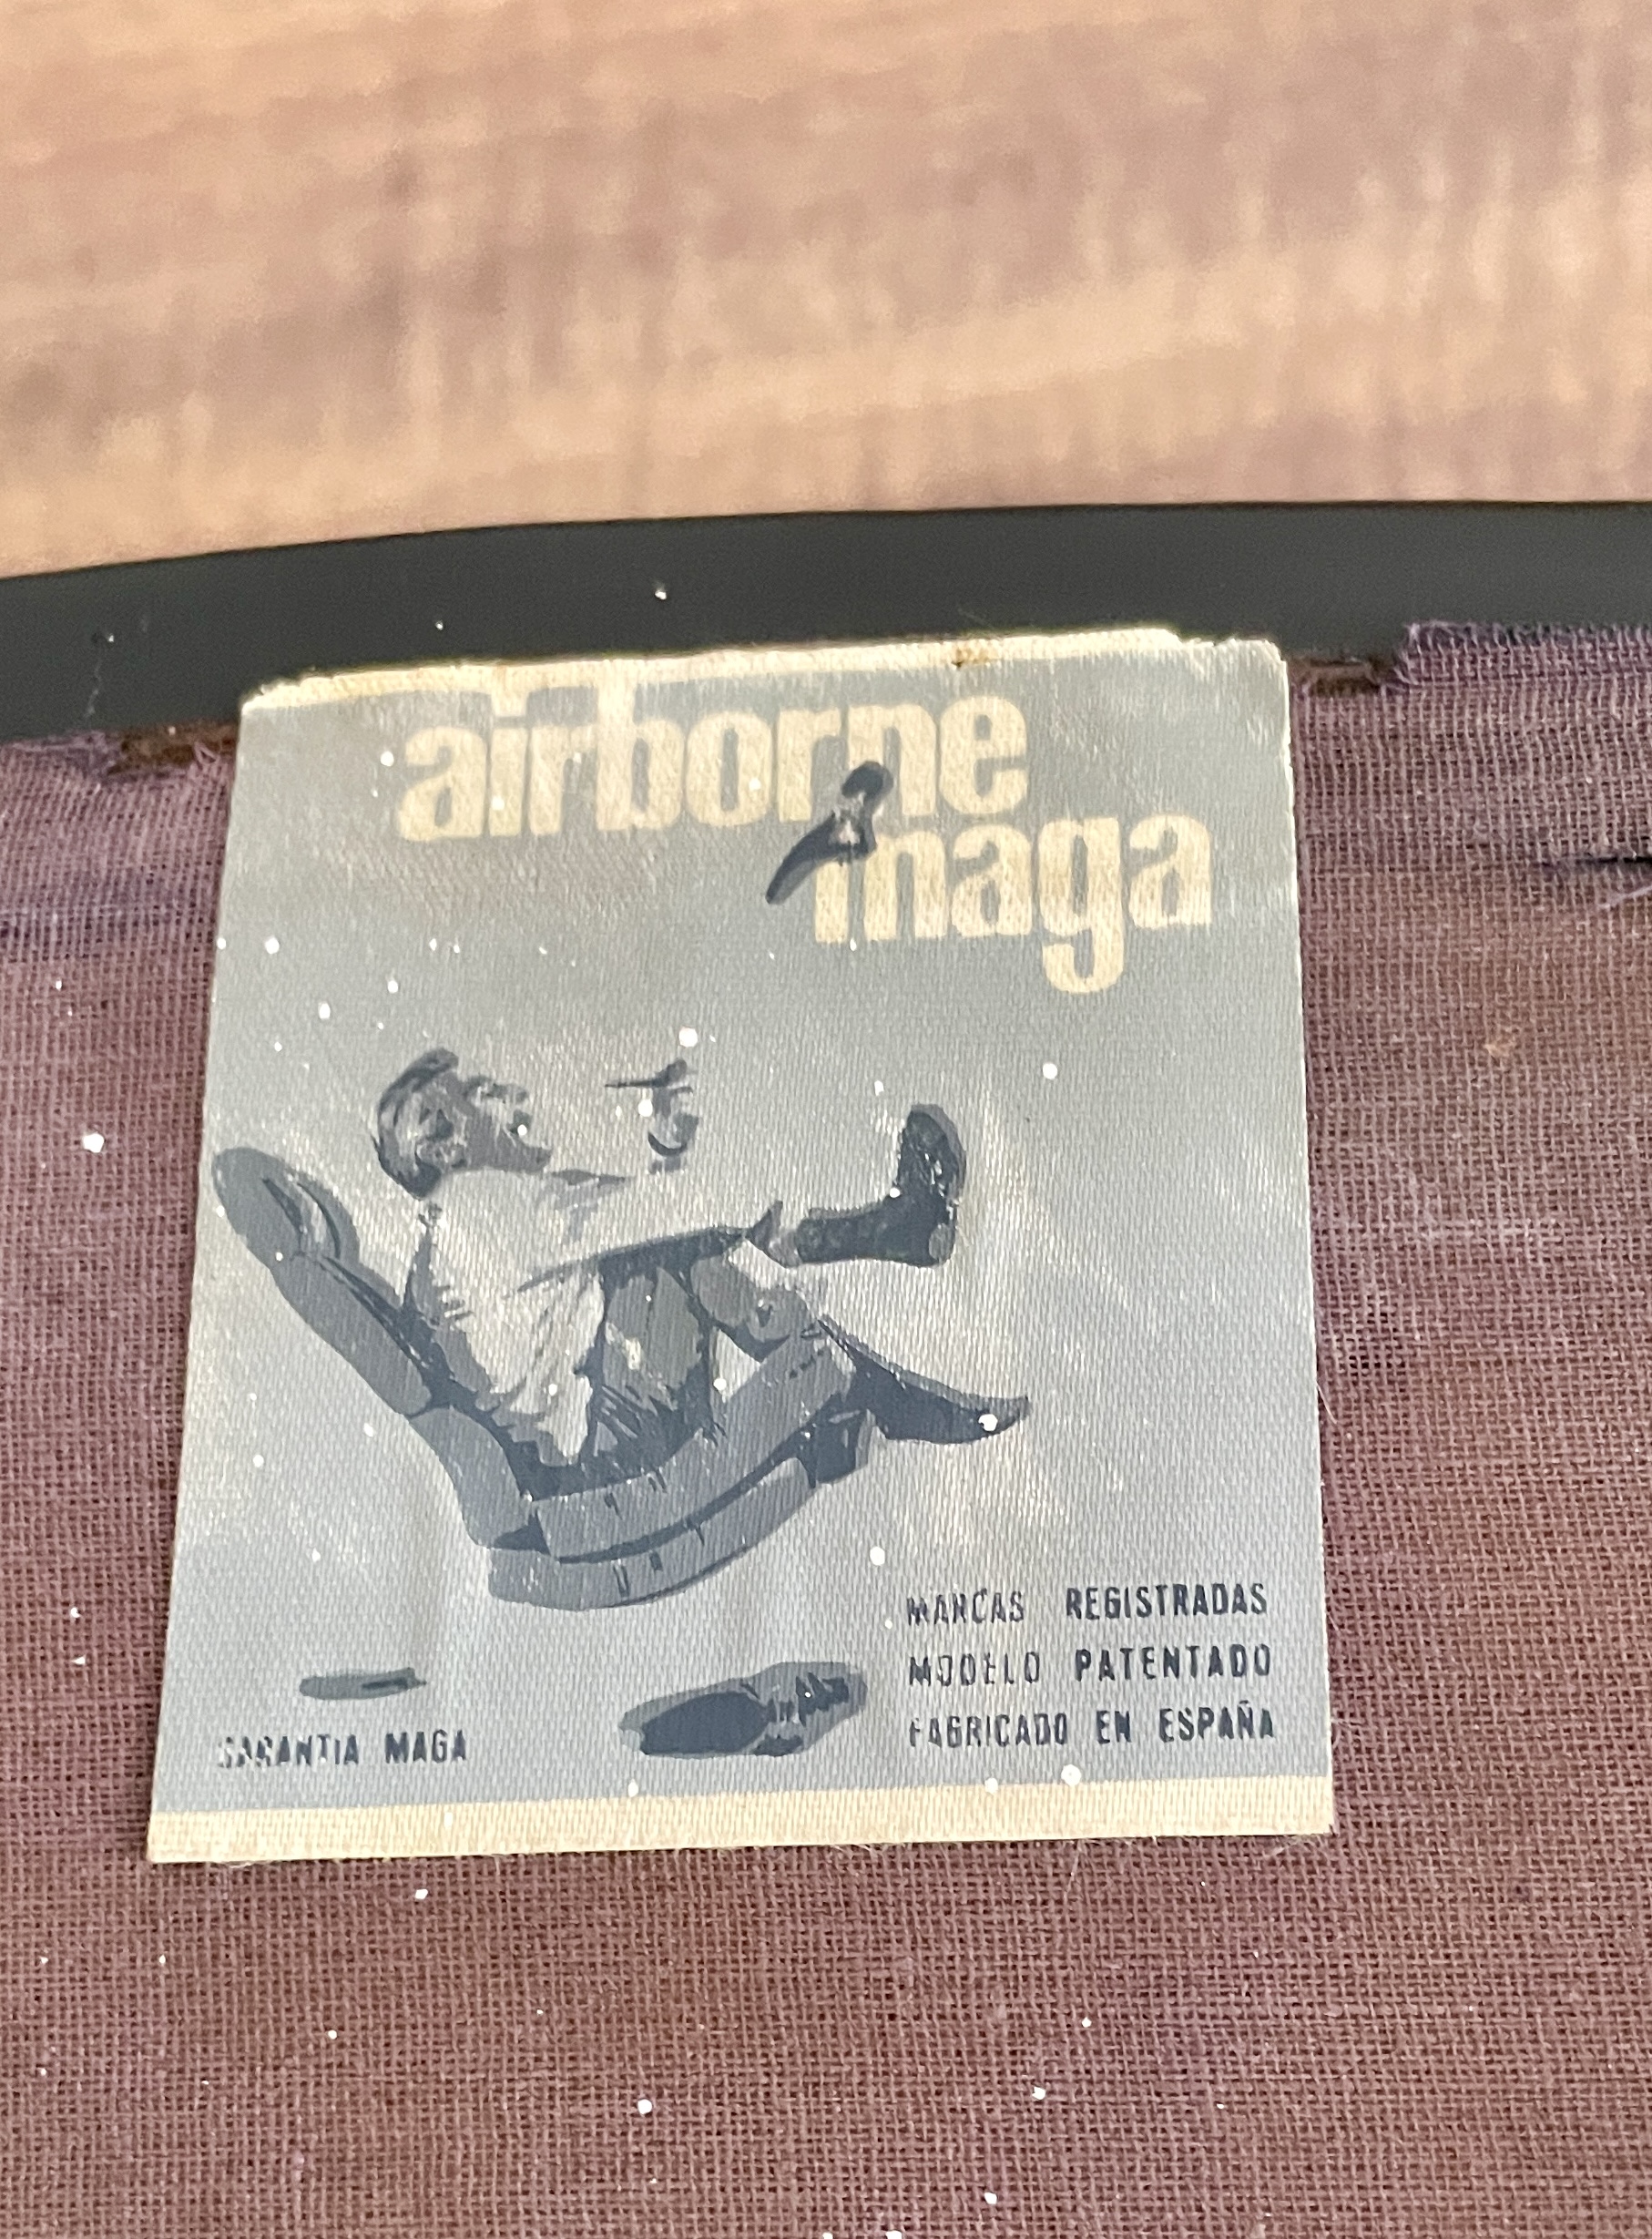 airborne
maga
MARCAS REGISTRADAS
MODELO PATENTADO
FABRICADO EN ESPAÑA
GARANTIA MAGA